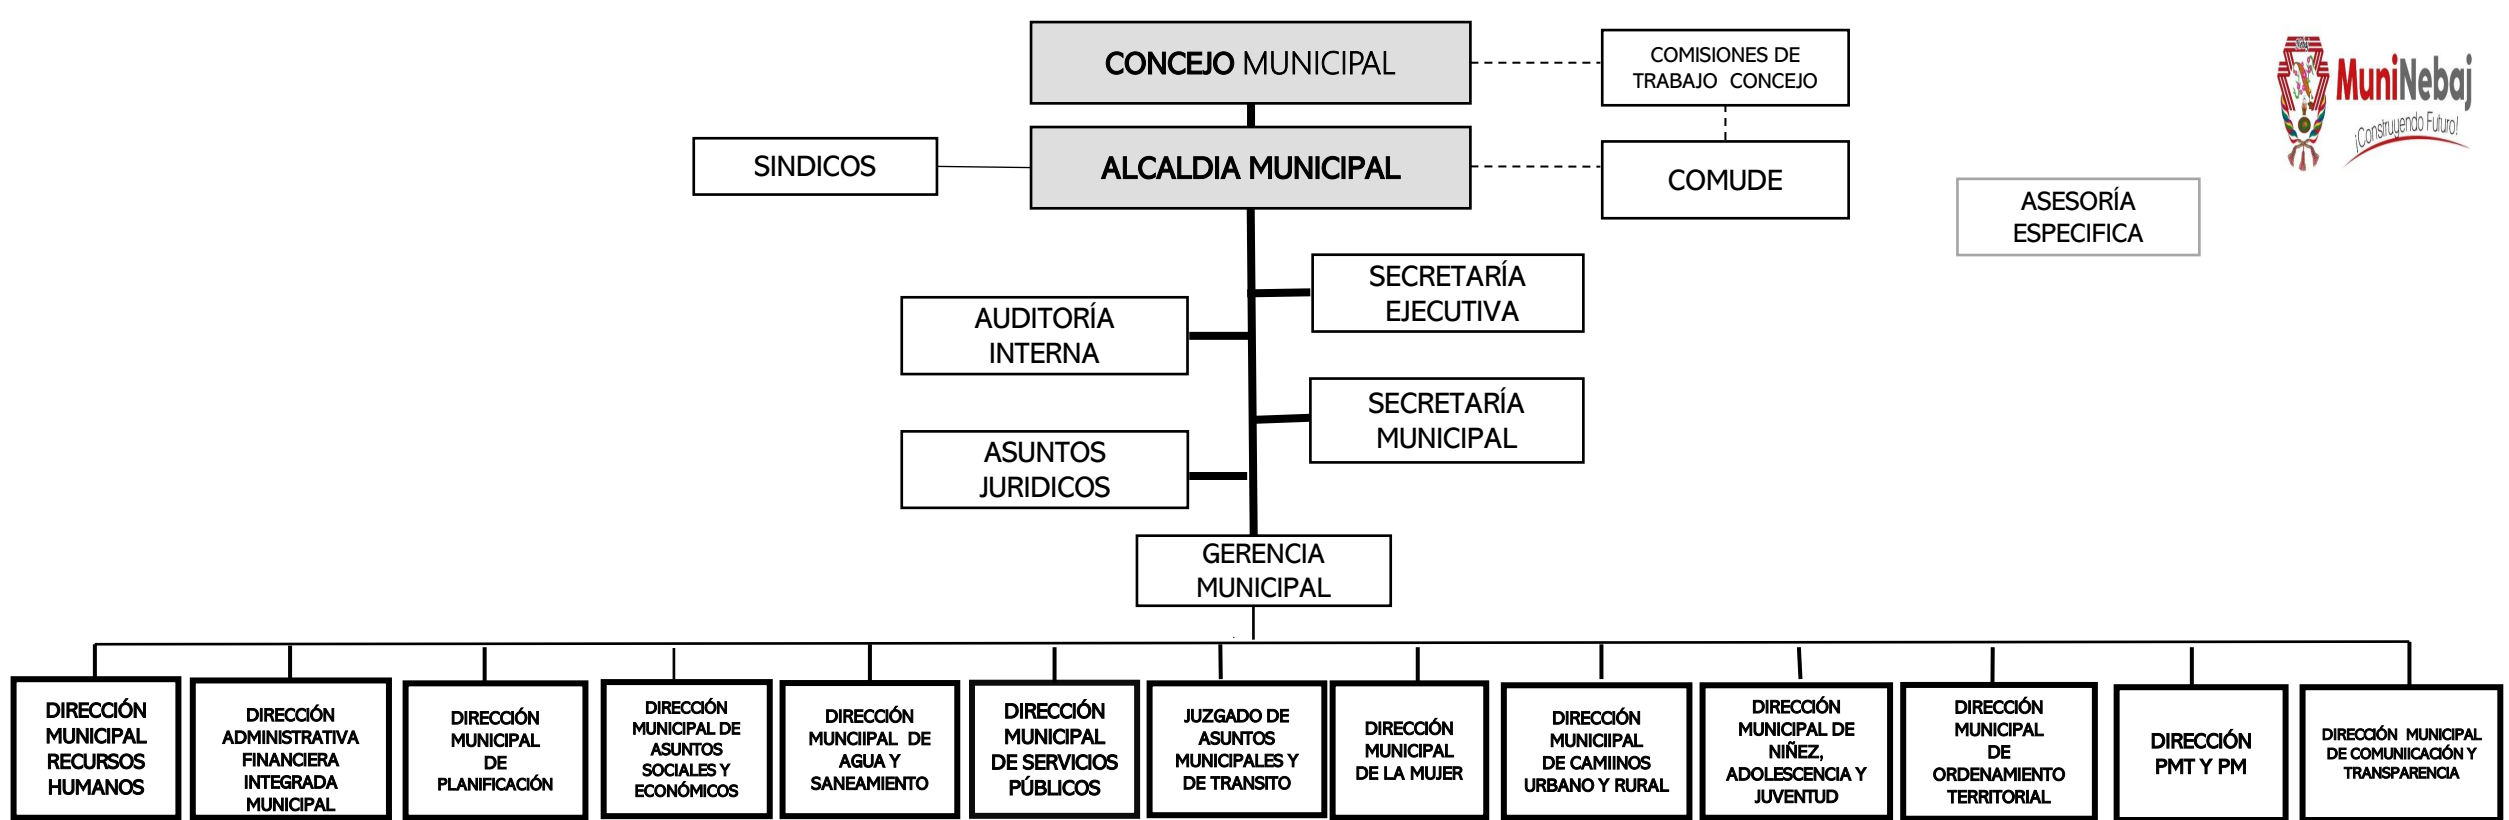 CONCEJO MUNICIPAL
COMISIONES DE
TRABAJO CONCEJO
Nebaj
MuniNebaj
¡Construyendo Futuro!
SINDICOS
ALCALDIA MUNICIPAL
COMUDE
ASESORÍA
ESPECIFICA
SECRETARÍA
EJECUTIVA
AUDITORÍA
INTERNA
SECRETARÍA
MUNICIPAL
ASUNTOS
JURIDICOS
GERENCIA
MUNICIPAL
DIRECCIÓN
MUNICIPAL
RECURSOS
HUMANOS
DIRECCIÓN
ADMINISTRATIVA
FINANCIERA
INTEGRADA
MUNICIPAL
DIRECCIÓN
MUNICIPAL
DE
PLANIFICACIÓN
DIRECCIÓN
MUNICIPAL DE
ASUNTOS
SOCIALES Y
ECONÓMICOS
DIRECCIÓN
MUNCIIPAL DE
AGUA Y
SANEAMIENTO
DIRECCIÓN
MUNICIPAL
DE SERVICIOS
PÚBLICOS
JUZGADO DE
ASUNTOS
MUNICIPALES Y
DE TRANSITO
DIRECCIÓN
MUNICIPAL
DE LA MUJER
DIRECCIÓN
MUNICIIPAL
DE CAMIINOS
URBANO Y RURAL
DIRECCIÓN
MUNICIPAL DE
NIÑEZ,
ADOLESCENCIA Y
JUVENTUD
DIRECCIÓN
MUNICIPAL
DE
ORDENAMIENTO
TERRITORIAL
DIRECCIÓN
PMT Y PM
DIRECCIÓN MUNICIPAL
DE COMUNIICACIÓN Y
TRANSPARENCIA